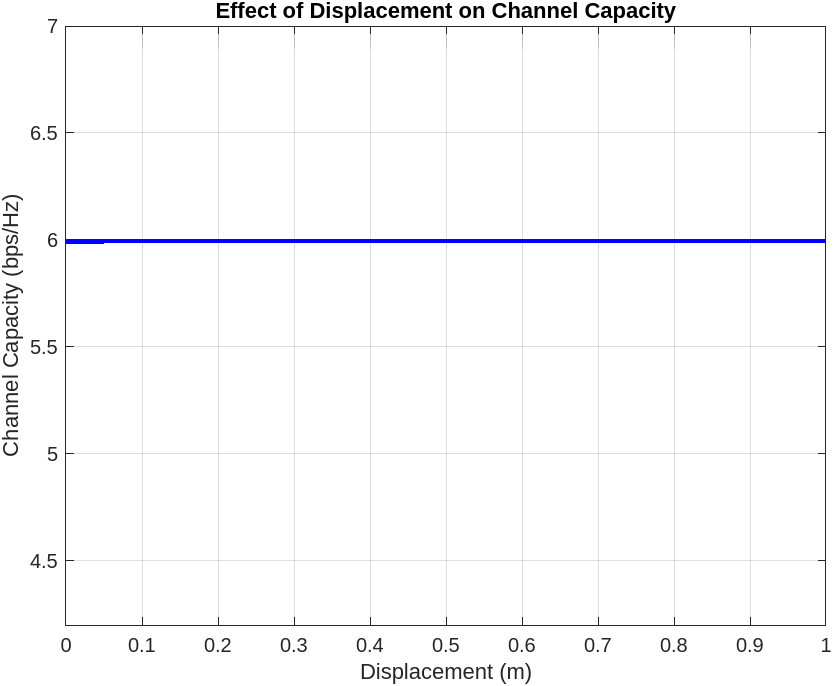 Effect of Displacement on Channel Capacity
7
6.5
6
5.5
5
4.5
Channel Capacity (bps/Hz)
0 0.1 0.2 0.3 0.4 0.5 0.6 0.7 0.8 0.9 1
Displacement (m)